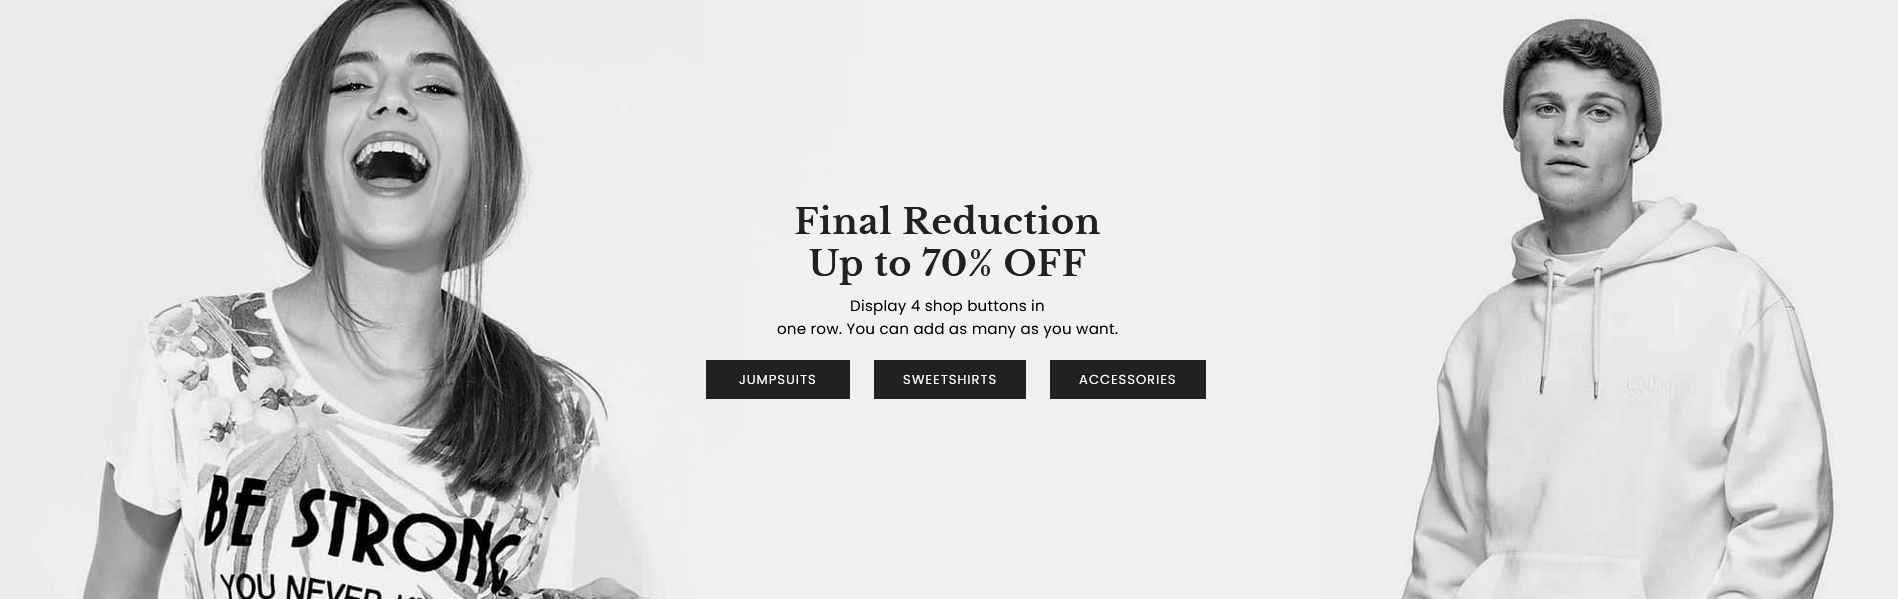 Final Reduction
Up to 70% OFF
Display 4 shop buttons in
one row. You can add as many as you want.
JUMPSUITS
SWEETSHIRTS
ACCESSORIES
BE STRONG
YOU NEVER